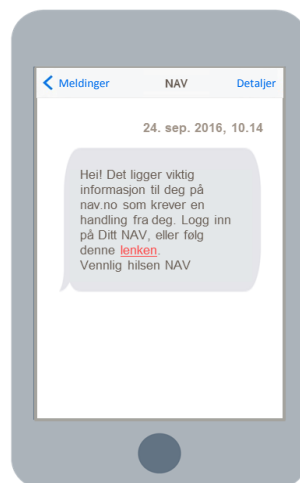 Meldinger NAV Detaljer
24. sep. 2016, 10.14
Hei! Det ligger viktig
informasjon til deg på
nav.no som krever en
handling fra deg. Logg inn
på Ditt NAV, eller følg
denne lenken.
Vennlig hilsen NAV